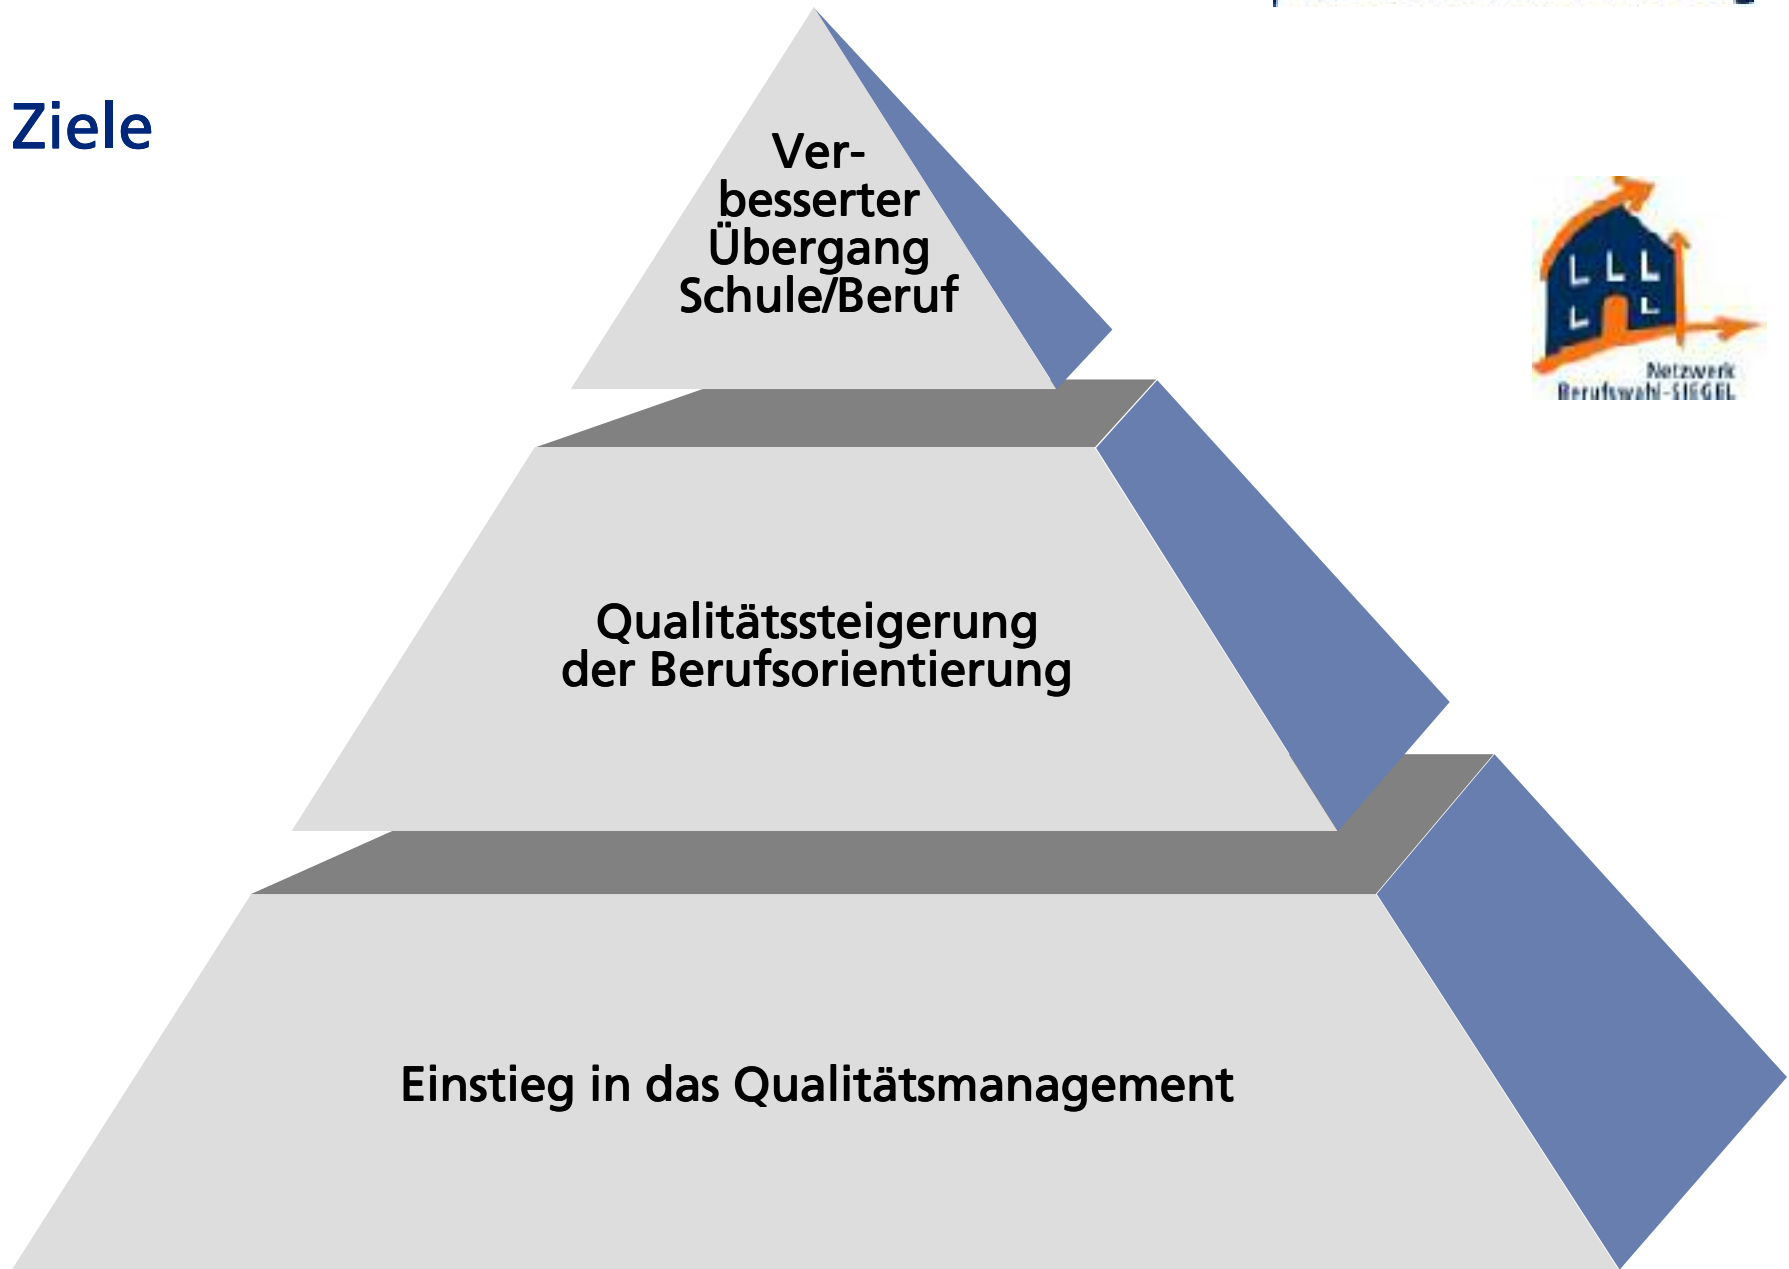 Ziele
Ver-
besserter
Übergang
Schule/Beruf
Netzwerk
Berufswahl-SIEGEL
Qualitätssteigerung
der Berufsorientierung
Einstieg in das Qualitätsmanagement